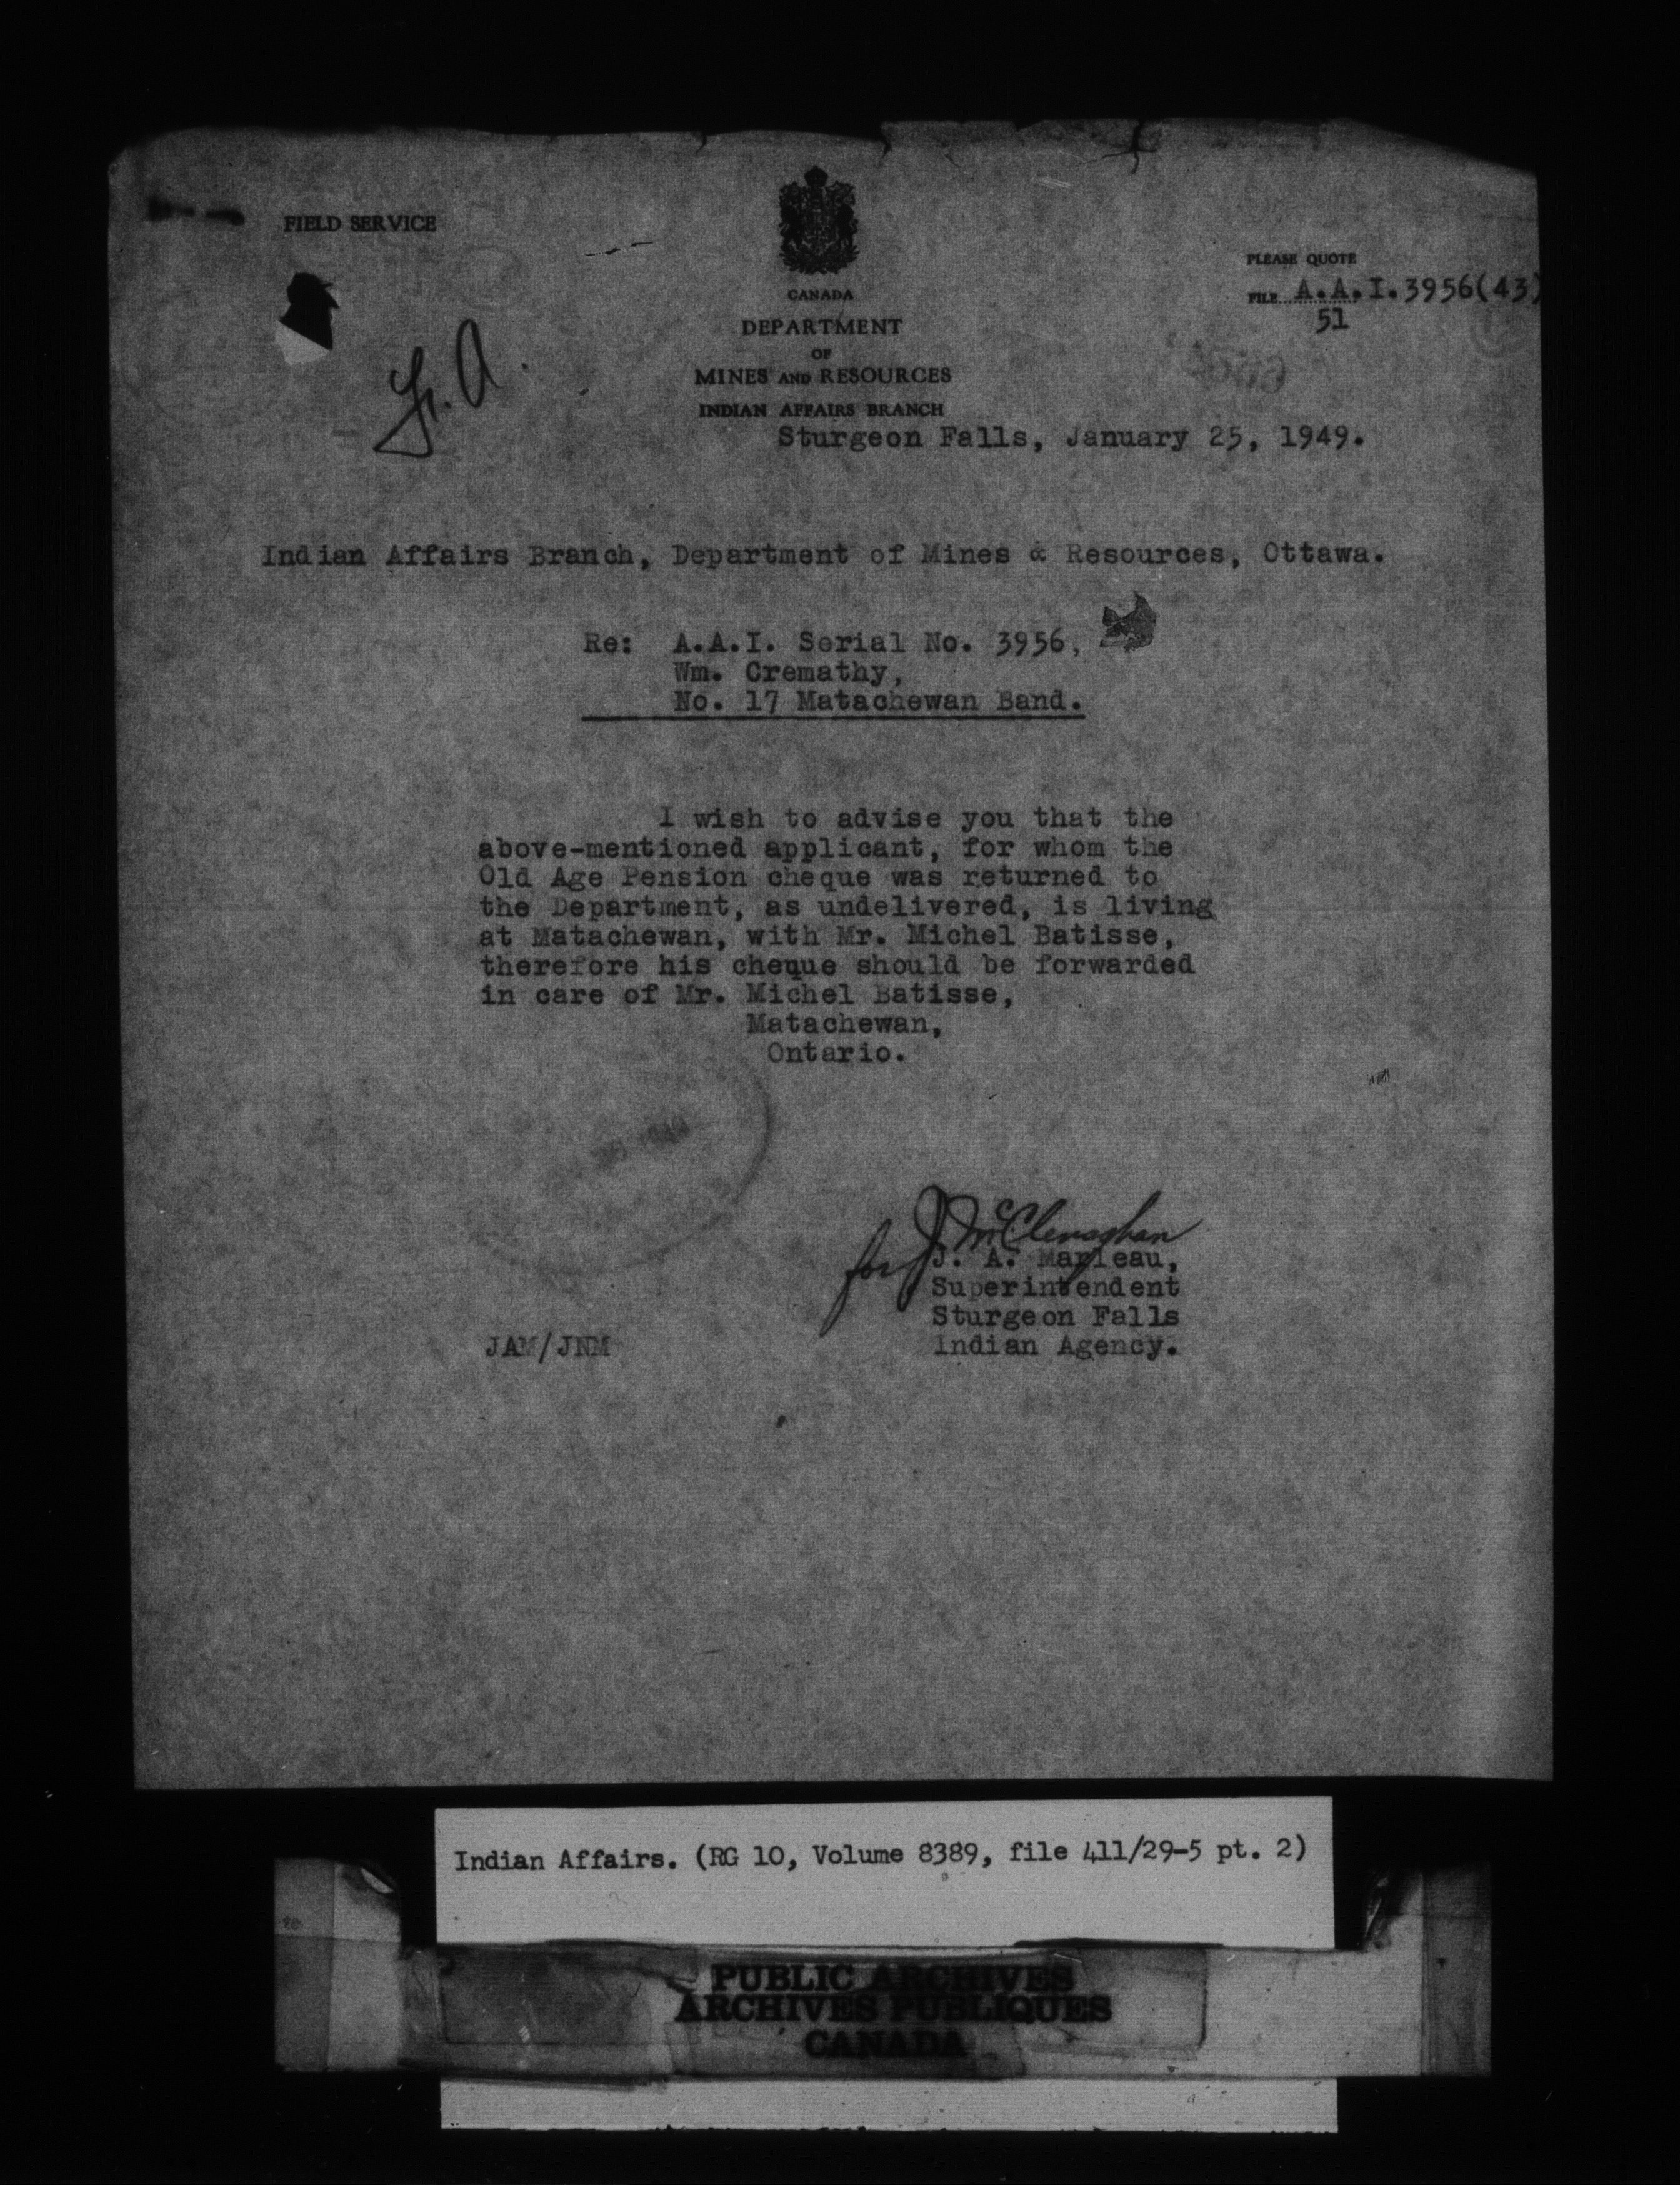 FIELD SERVICE
CANADA
DEPARTMENT
OF
MINES AND RESOURCES
INDIAN AFFAIRS BRANCH
PLEASE QUOTE
FILE A.A.I.3956(43)
51
Sturgeon Falls, January 25, 1949.
Indian Affairs Branch, Department of Mines & Resources, Ottawa.
Re: A.A.I. Serial No. 3956,
Wm. Cremathy,
No. 17 Matachewan Band.
I wish to advise you that the
above-mentioned applicant, for whom the
Old Age Pension cheque was returned to
the Department, as undelivered, is living
at Matachewan, with Mr. Michel Batisse,
therefore his cheque should be forwarded
in care of Mr. Michel Batisse,
Matachewan,
Ontario.
for J McClenaghan
J. A. Marleau,
Superintendent
Sturgeon Falls
Indian Agency.
JAM/JNM
Indian Affairs. (RG 10, Volume 8389, file 411/29-5 pt. 2)
PUBLIC ARCHIVES
ARCHIVES PUBLIQUES
CANADA